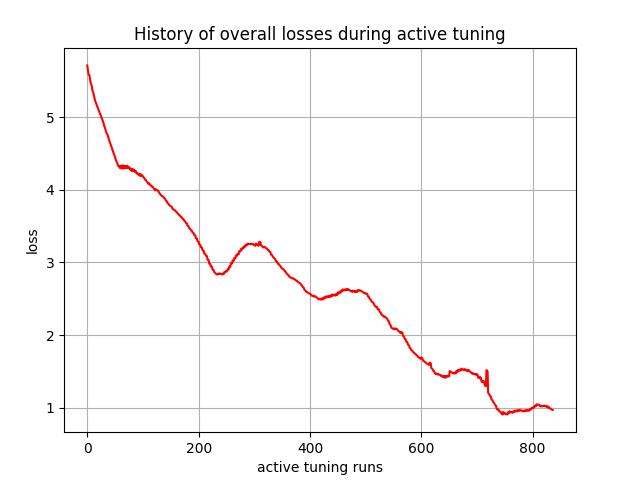 History of overall losses during active tuning
5
4
3
2
1
loss
0 200 400 600 800
active tuning runs